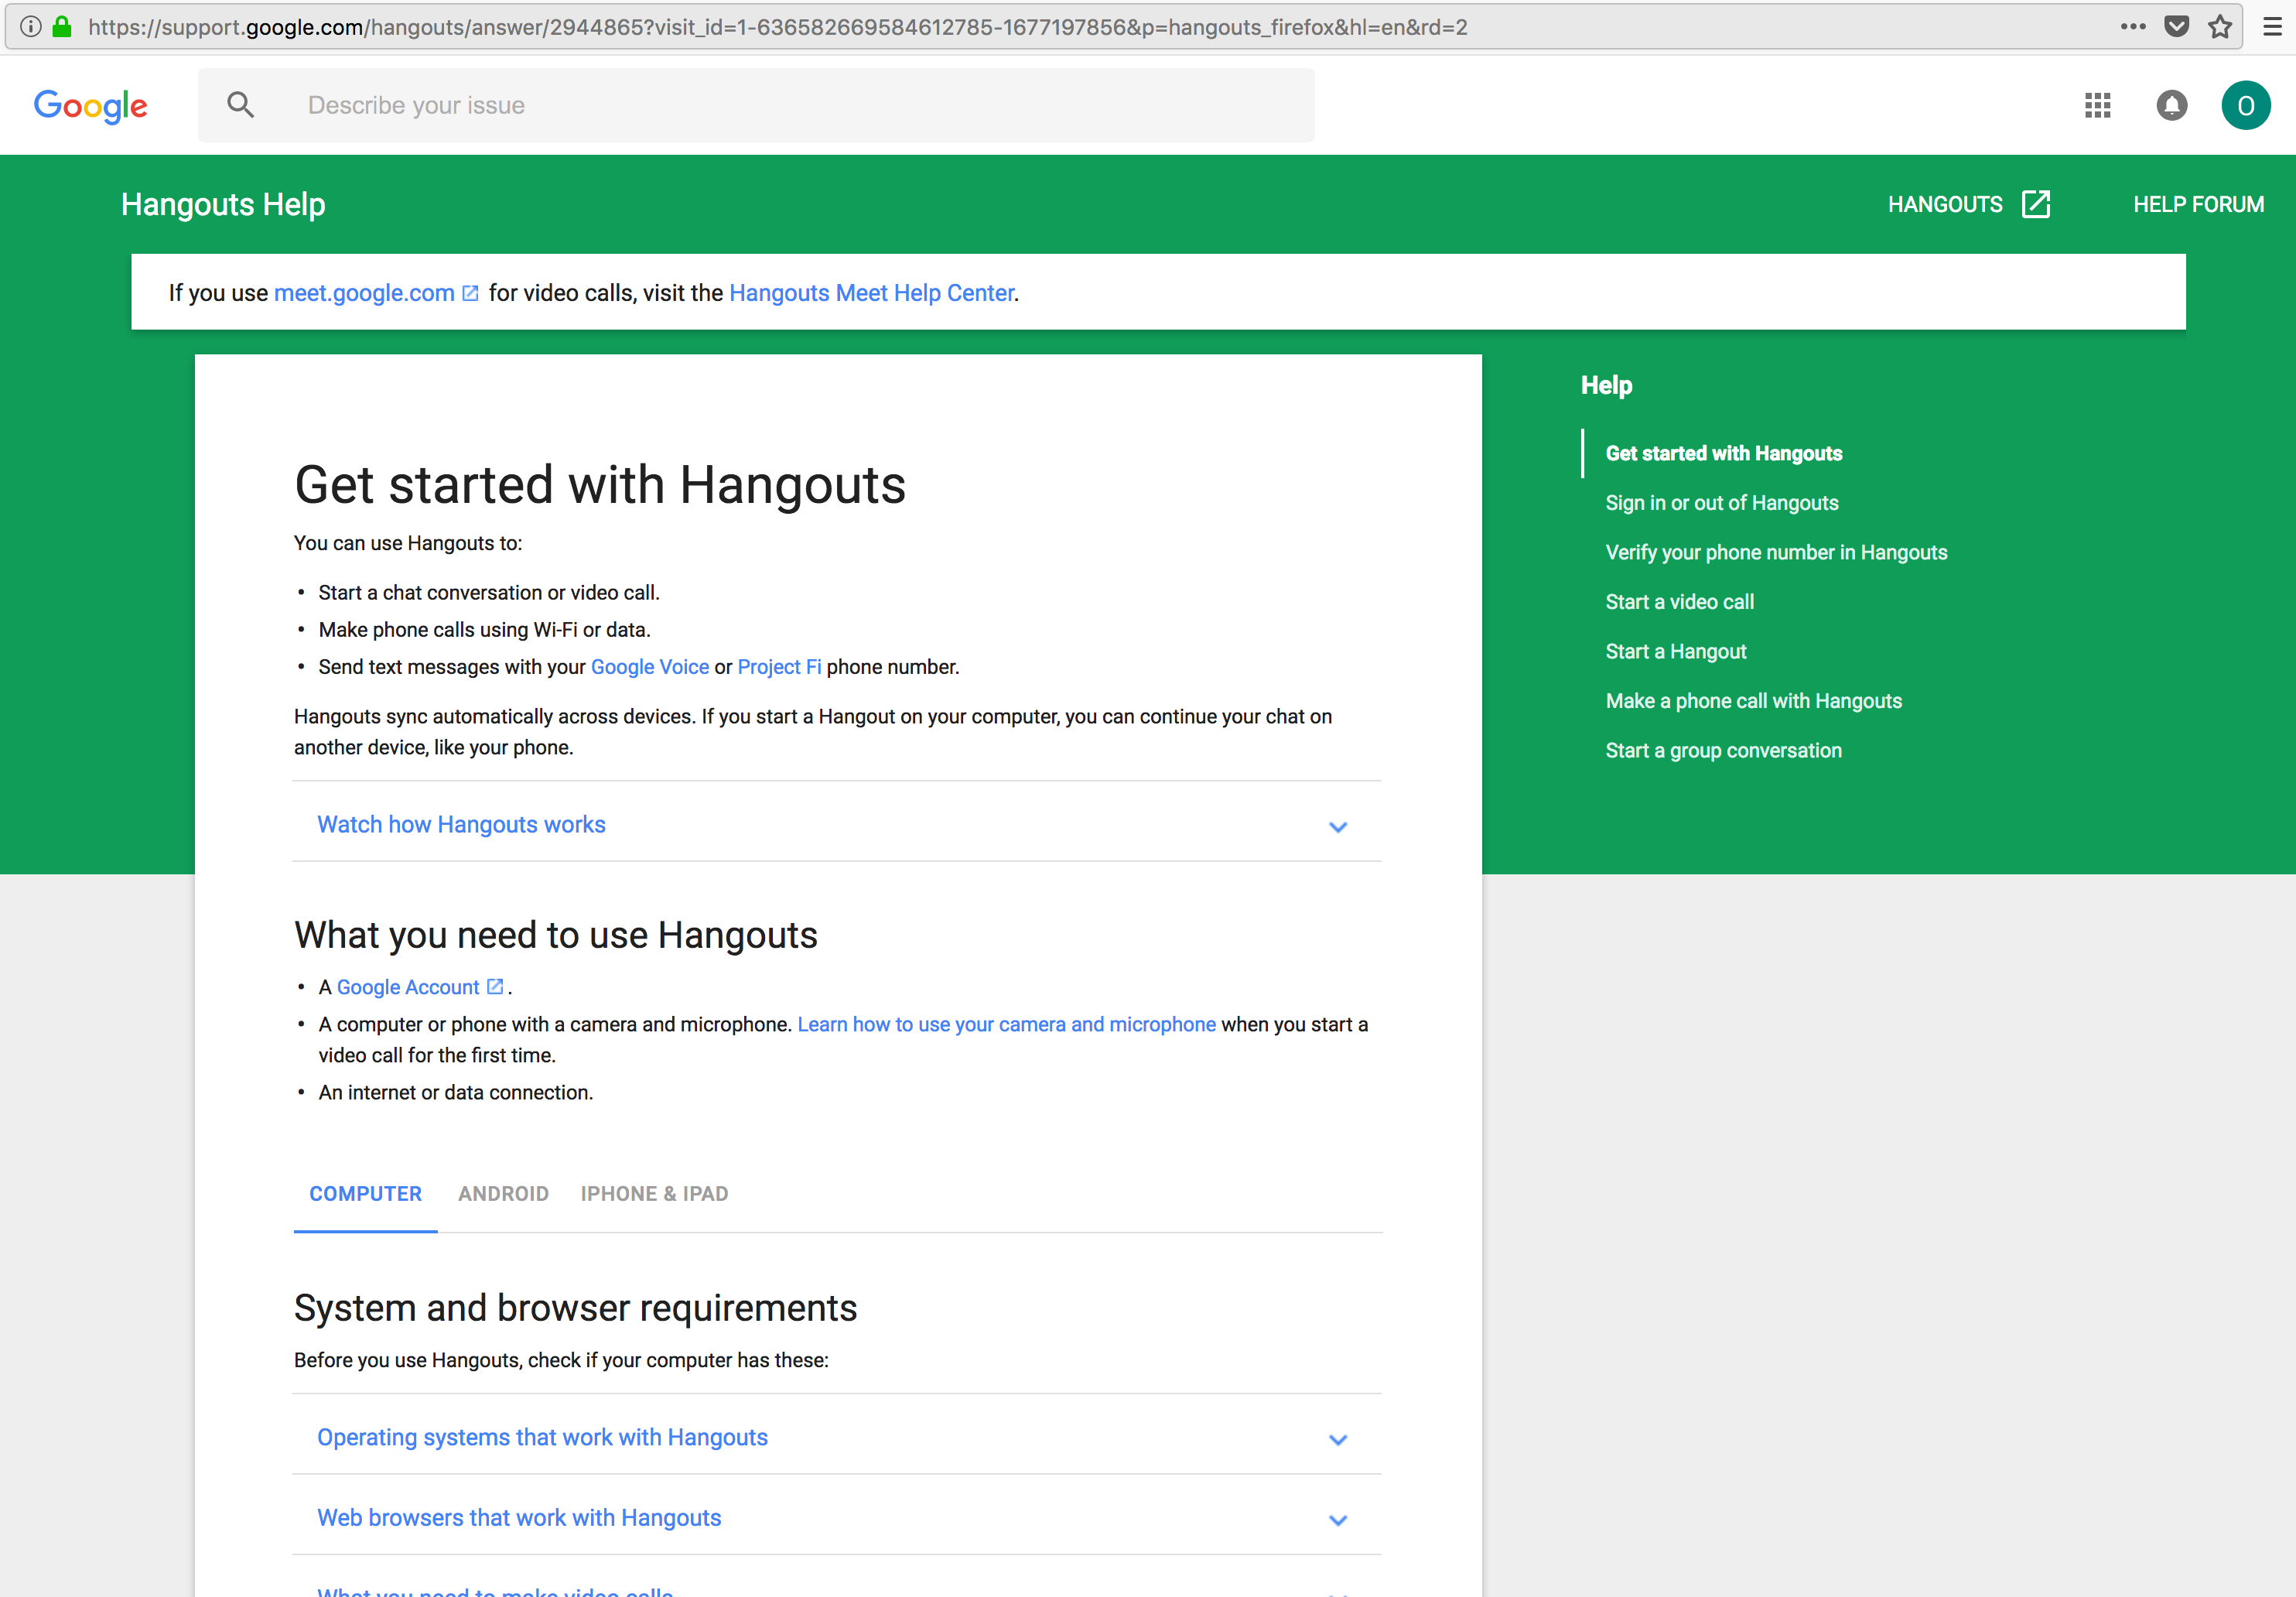 https://support.google.com/hangouts/answer/2944865?visit_id=1-636582669584612785-1677197856&p=hangouts_firefox&hl=en&rd=2
Google
Describe your issue
O
Hangouts Help
HANGOUTS
HELP FORUM
If you use meet.google.com for video calls, visit the Hangouts Meet Help Center.
Get started with Hangouts
You can use Hangouts to:
• Start a chat conversation or video call.
• Make phone calls using Wi-Fi or data.
• Send text messages with your Google Voice or Project Fi phone number.
Hangouts sync automatically across devices. If you start a Hangout on your computer, you can continue your chat on
another device, like your phone.
Watch how Hangouts works
What you need to use Hangouts
• A Google Account .
• A computer or phone with a camera and microphone. Learn how to use your camera and microphone when you start a
video call for the first time.
• An internet or data connection.
COMPUTER
ANDROID
IPHONE & IPAD
System and browser requirements
Before you use Hangouts, check if your computer has these:
Operating systems that work with Hangouts
Web browsers that work with Hangouts
What you need to make video calls
Help
Get started with Hangouts
Sign in or out of Hangouts
Verify your phone number in Hangouts
Start a video call
Start a Hangout
Make a phone call with Hangouts
Start a group conversation